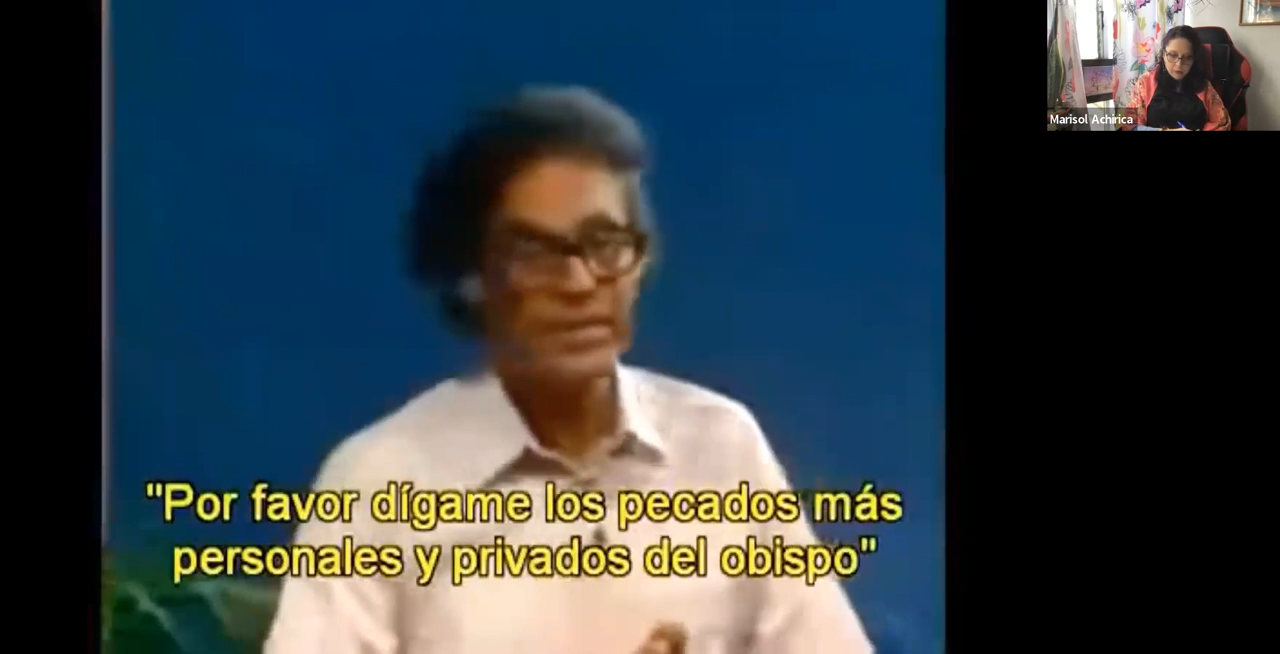 Marisol Achirica
"Por favor dígame los pecados más
personales y privados del obispo"